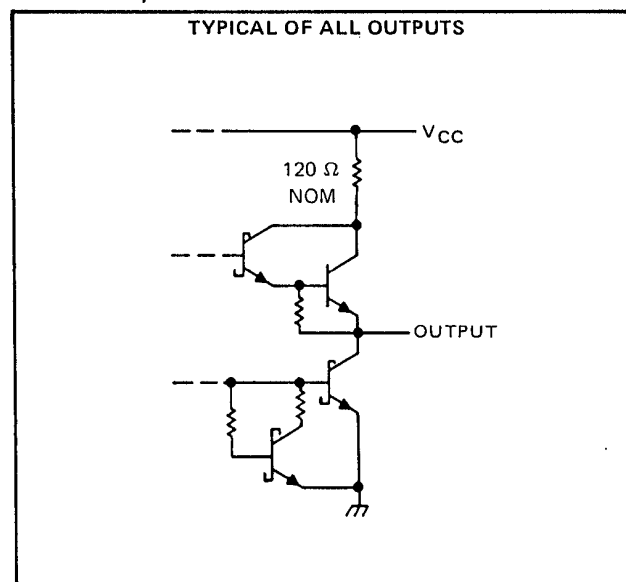 TYPICAL OF ALL OUTPUTS
VCC
120 Ω
NOM
OUTPUT